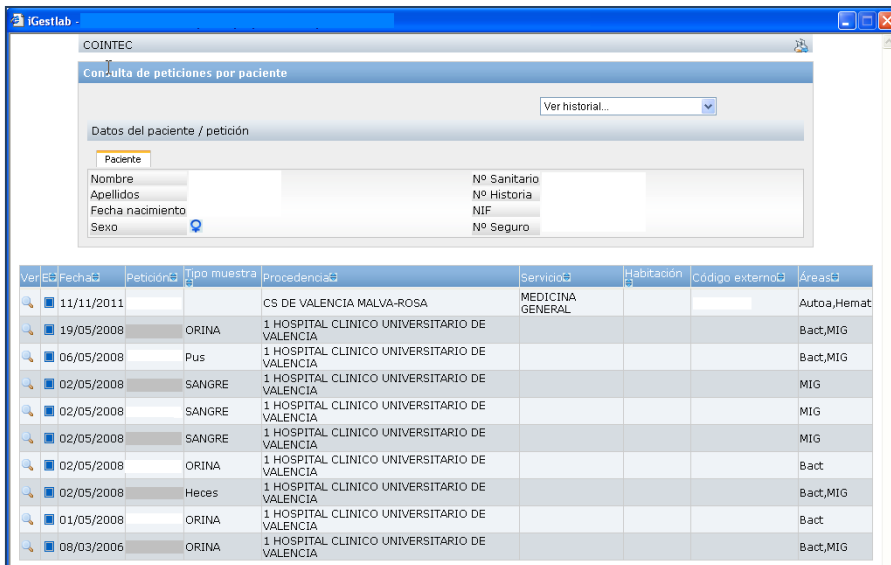 iGestlab -
COINTEC
Consulta de peticiones por paciente
Ver historial...
Datos del paciente / petición
Paciente
Nombre Nº Sanitario
Apellidos Nº Historia
Fecha nacimiento NIF
Sexo Nº Seguro
Ver E Fecha Petición Tipo muestra Procedencia Servicio Habitación Código externo Áreas
11/11/2011 CS DE VALENCIA MALVA-ROSA MEDICINA GENERAL Autoa,Hemat
19/05/2008 ORINA 1 HOSPITAL CLINICO UNIVERSITARIO DE VALENCIA Bact,MIG
06/05/2008 Pus 1 HOSPITAL CLINICO UNIVERSITARIO DE VALENCIA Bact,MIG
02/05/2008 SANGRE 1 HOSPITAL CLINICO UNIVERSITARIO DE VALENCIA MIG
02/05/2008 SANGRE 1 HOSPITAL CLINICO UNIVERSITARIO DE VALENCIA MIG
02/05/2008 SANGRE 1 HOSPITAL CLINICO UNIVERSITARIO DE VALENCIA MIG
02/05/2008 ORINA 1 HOSPITAL CLINICO UNIVERSITARIO DE VALENCIA Bact
02/05/2008 Heces 1 HOSPITAL CLINICO UNIVERSITARIO DE VALENCIA Bact,MIG
01/05/2008 ORINA 1 HOSPITAL CLINICO UNIVERSITARIO DE VALENCIA Bact
08/03/2006 ORINA 1 HOSPITAL CLINICO UNIVERSITARIO DE VALENCIA Bact,MIG